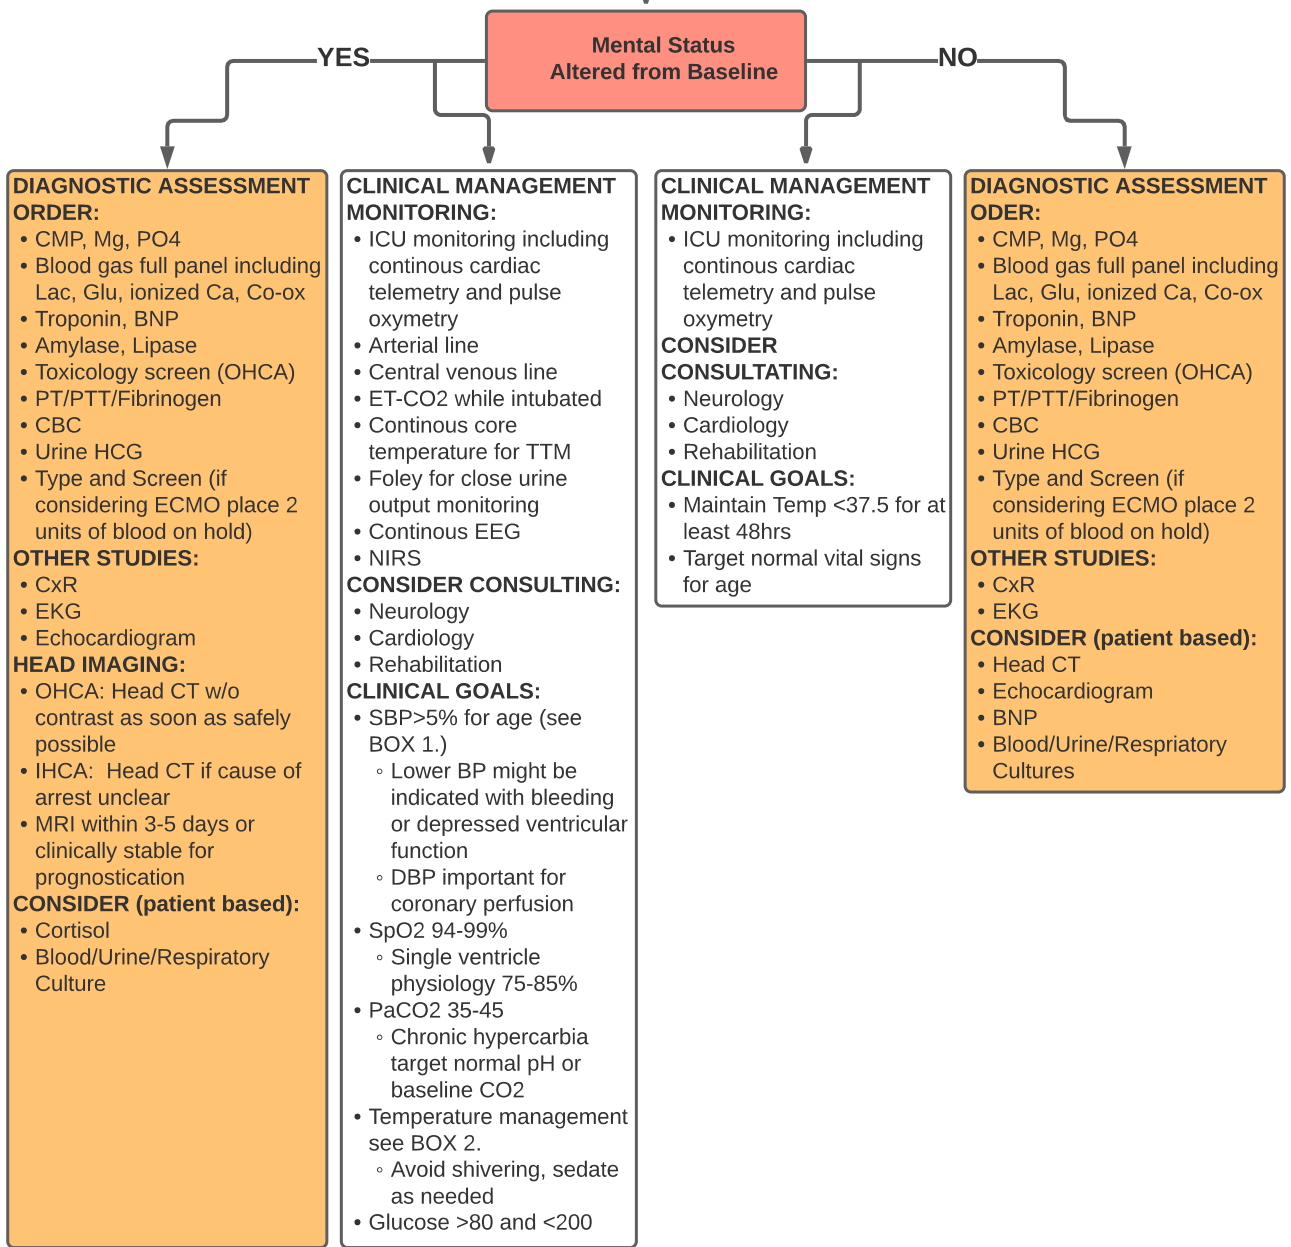 Mental Status
Altered from Baseline
YES
NO
DIAGNOSTIC ASSESSMENT
ORDER:
• CMP, Mg, PO4
• Blood gas full panel including
Lac, Glu, ionized Ca, Co-ox
• Troponin, BNP
• Amylase, Lipase
• Toxicology screen (OHCA)
• PT/PTT/Fibrinogen
• CBC
• Urine HCG
• Type and Screen (if
considering ECMO place 2
units of blood on hold)
OTHER STUDIES:
• CxR
• EKG
• Echocardiogram
HEAD IMAGING:
• OHCA: Head CT w/o
contrast as soon as safely
possible
• IHCA:  Head CT if cause of
arrest unclear
• MRI within 3-5 days or
clinically stable for
prognostication
CONSIDER (patient based):
• Cortisol
• Blood/Urine/Respiratory
Culture
CLINICAL MANAGEMENT
MONITORING:
• ICU monitoring including
continous cardiac
telemetry and pulse
oxymetry
• Arterial line
• Central venous line
• ET-CO2 while intubated
• Continous core
temperature for TTM
• Foley for close urine
output monitoring
• Continous EEG
• NIRS
CONSIDER CONSULTING:
• Neurology
• Cardiology
• Rehabilitation
CLINICAL GOALS:
• SBP>5% for age (see
BOX 1.)
◦ Lower BP might be
indicated with bleeding
or depressed ventricular
function
◦ DBP important for
coronary perfusion
• SpO2 94-99%
◦ Single ventricle
physiology 75-85%
• PaCO2 35-45
◦ Chronic hypercarbia
target normal pH or
baseline CO2
• Temperature management
see BOX 2.
◦ Avoid shivering, sedate
as needed
• Glucose >80 and <200
CLINICAL MANAGEMENT
MONITORING:
• ICU monitoring including
continous cardiac
telemetry and pulse
oxymetry
CONSIDER
CONSULTATING:
• Neurology
• Cardiology
• Rehabilitation
CLINICAL GOALS:
• Maintain Temp <37.5 for at
least 48hrs
• Target normal vital signs
for age
DIAGNOSTIC ASSESSMENT
ODER:
• CMP, Mg, PO4
• Blood gas full panel including
Lac, Glu, ionized Ca, Co-ox
• Troponin, BNP
• Amylase, Lipase
• Toxicology screen (OHCA)
• PT/PTT/Fibrinogen
• CBC
• Urine HCG
• Type and Screen (if
considering ECMO place 2
units of blood on hold)
OTHER STUDIES:
• CxR
• EKG
CONSIDER (patient based):
• Head CT
• Echocardiogram
• BNP
• Blood/Urine/Respriatory
Cultures